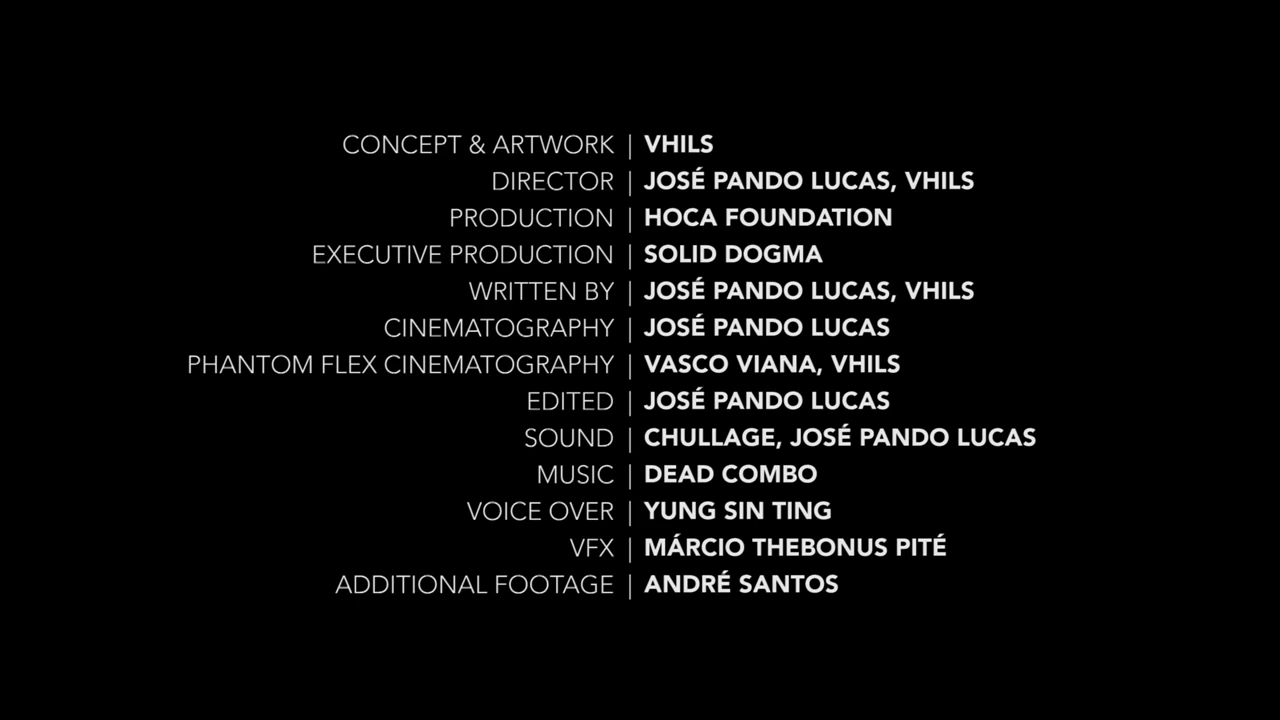 CONCEPT & ARTWORK | VHILS
DIRECTOR | JOSÉ PANDO LUCAS, VHILS
PRODUCTION | HOCA FOUNDATION
EXECUTIVE PRODUCTION | SOLID DOGMA
WRITTEN BY | JOSÉ PANDO LUCAS, VHILS
CINEMATOGRAPHY | JOSÉ PANDO LUCAS
PHANTOM FLEX CINEMATOGRAPHY | VASCO VIANA, VHILS
EDITED | JOSÉ PANDO LUCAS
SOUND | CHULLAGE, JOSÉ PANDO LUCAS
MUSIC | DEAD COMBO
VOICE OVER | YUNG SIN TING
VFX | MÁRCIO THEBONUS PITÉ
ADDITIONAL FOOTAGE | ANDRÉ SANTOS